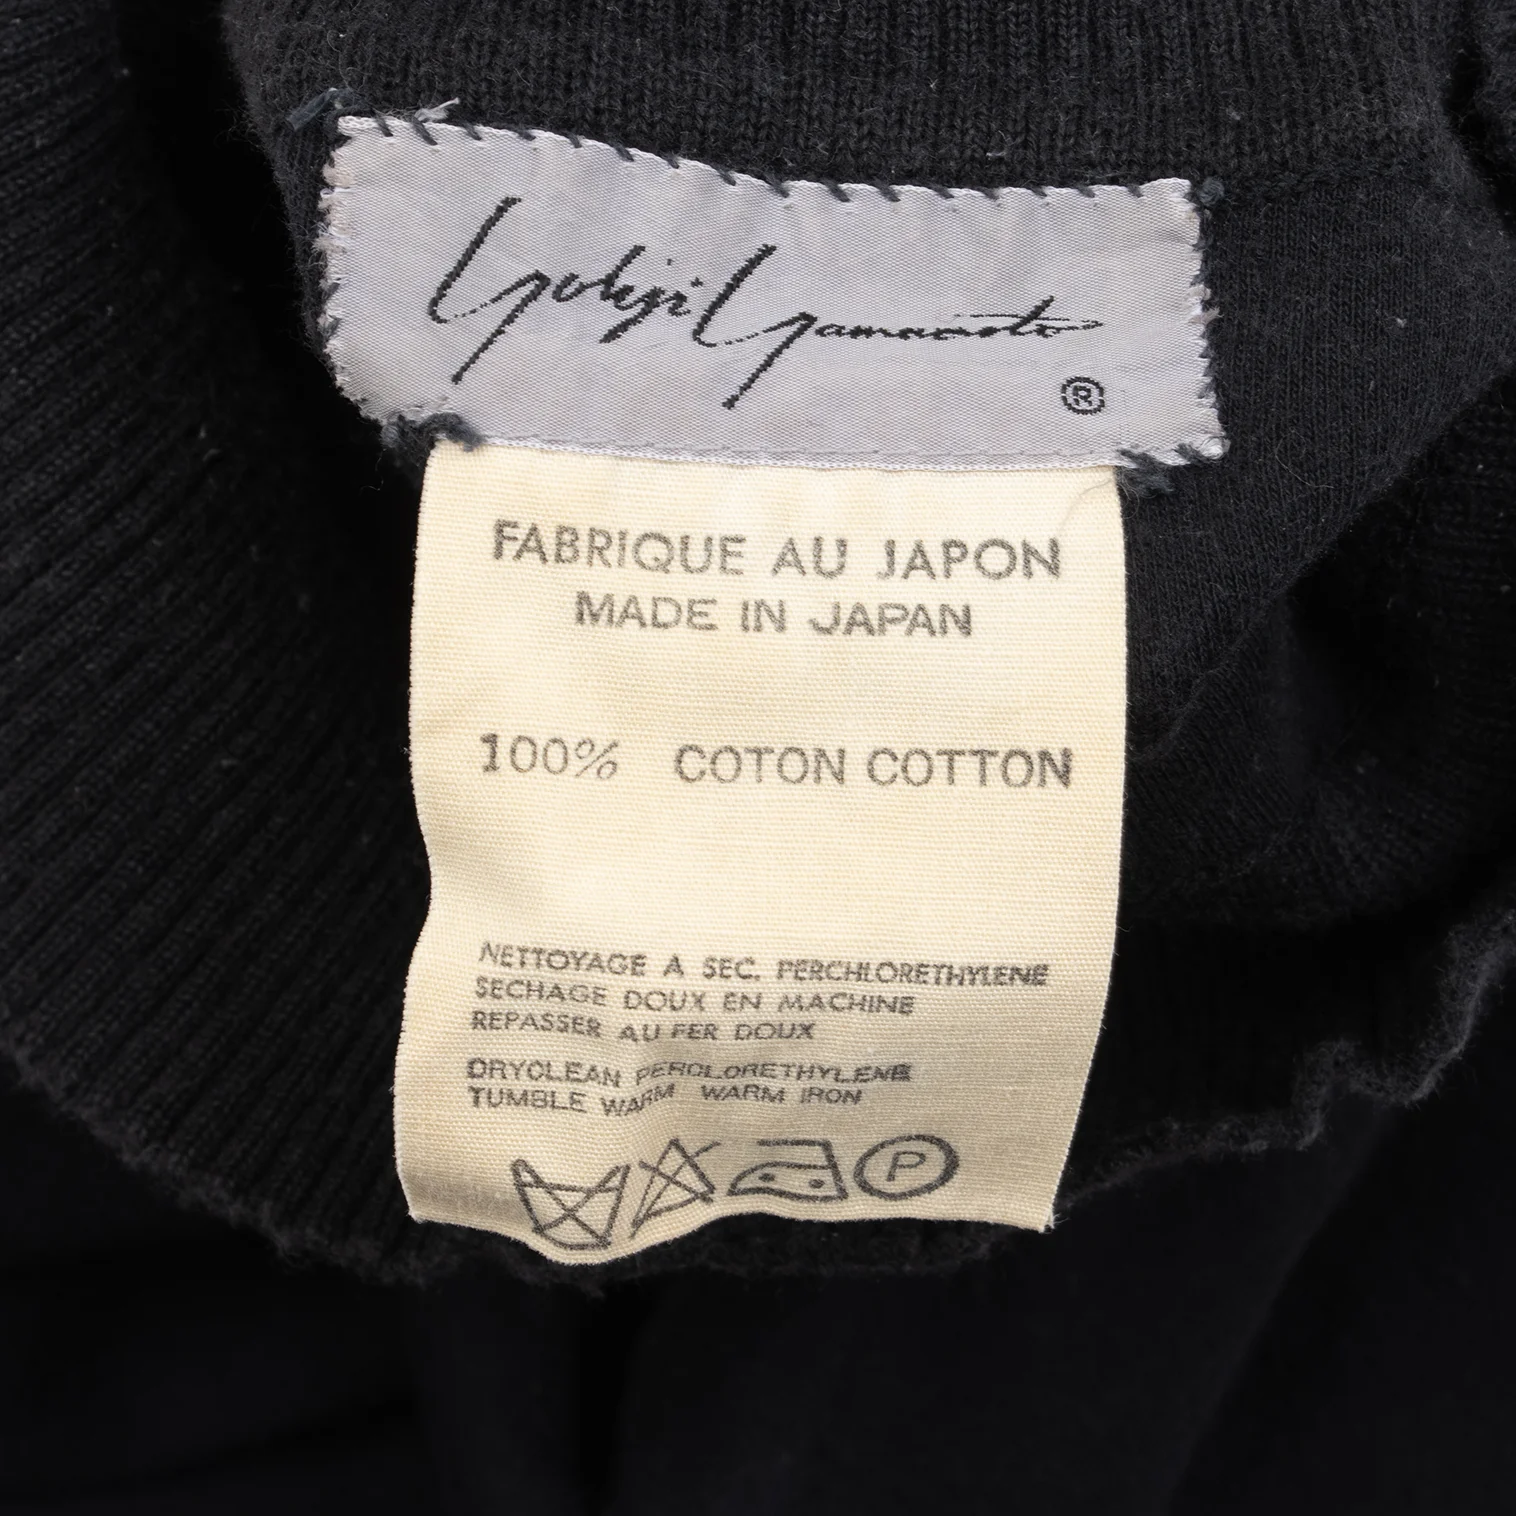 Yohji Yamamoto
®
FABRIQUE AU JAPON
MADE IN JAPAN
100% COTON COTTON
NETTOYAGE A SEC. PERCHLORETHYLENE
SECHAGE DOUX EN MACHINE
REPASSER AU FER DOUX
DRYCLEAN PERCLORETHYLENE
TUMBLE WARM WARM IRON
P